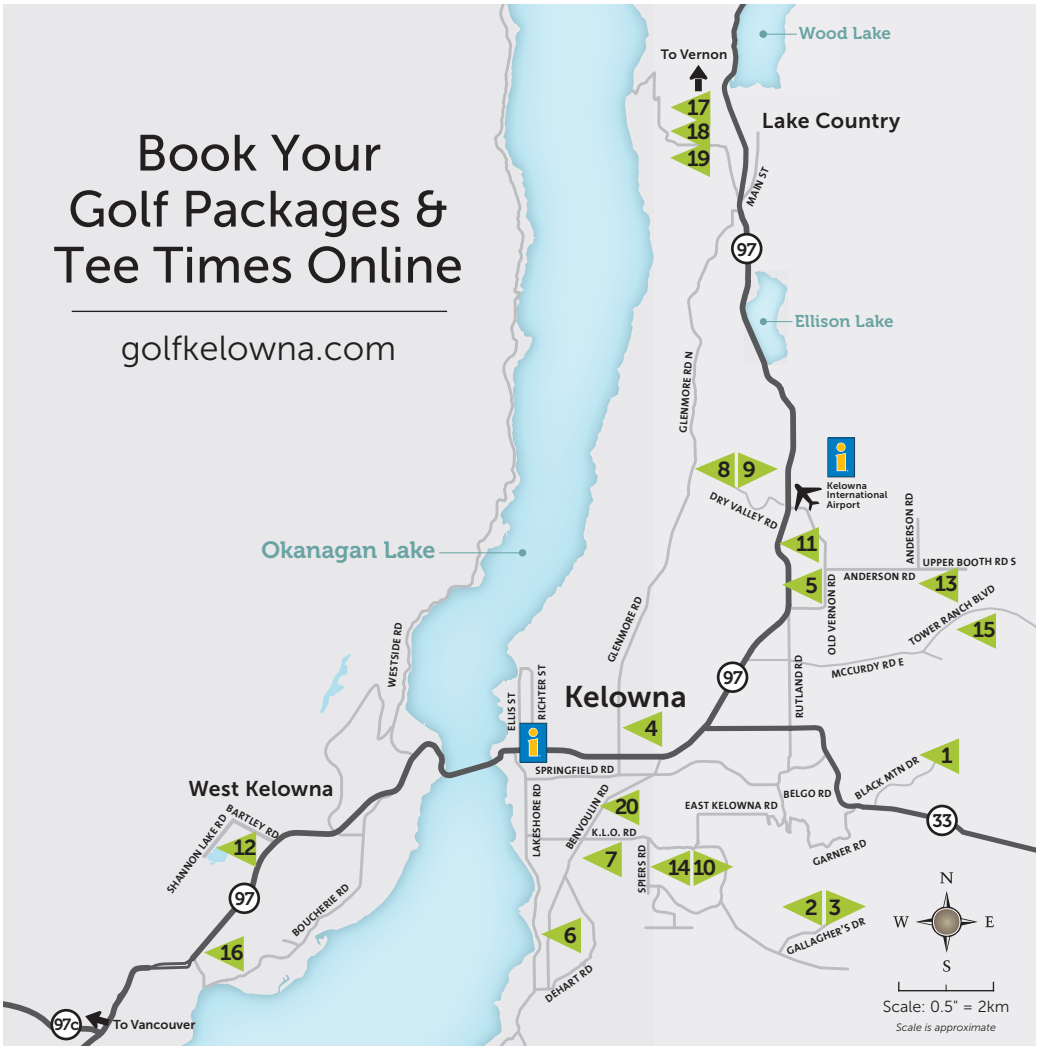 Book Your
Golf Packages &
Tee Times Online
golfkelowna.com
Wood Lake
To Vernon
17
18
19
Lake Country
MAIN ST
97
Ellison Lake
GLENMORE RD N
8
9
DRY VALLEY RD
i
Kelowna
International
Airport
11
5
OLD VERNON RD
ANDERSON RD
ANDERSON RD
UPPER BOOTH RD S
13
TOWER RANCH BLVD
15
MCCURDY RD E
RUTLAND RD
Okanagan Lake
WESTSIDE RD
GLENMORE RD
97
ELLIS ST
RICHTER ST
Kelowna
4
i
SPRINGFIELD RD
1
BLACK MTN DR
BELGO RD
33
GARNER RD
West Kelowna
BARTLEY RD
SHANNON LAKE RD
12
97
BOUCHERIE RD
16
LAKESHORE RD
BENVOULIN RD
20
EAST KELOWNA RD
K.L.O. RD
7
SPIERS RD
14
10
2
3
GALLAGHER'S DR
6
DEHART RD
N
W
E
S
Scale: 0.5" = 2km
Scale is approximate
97c
To Vancouver